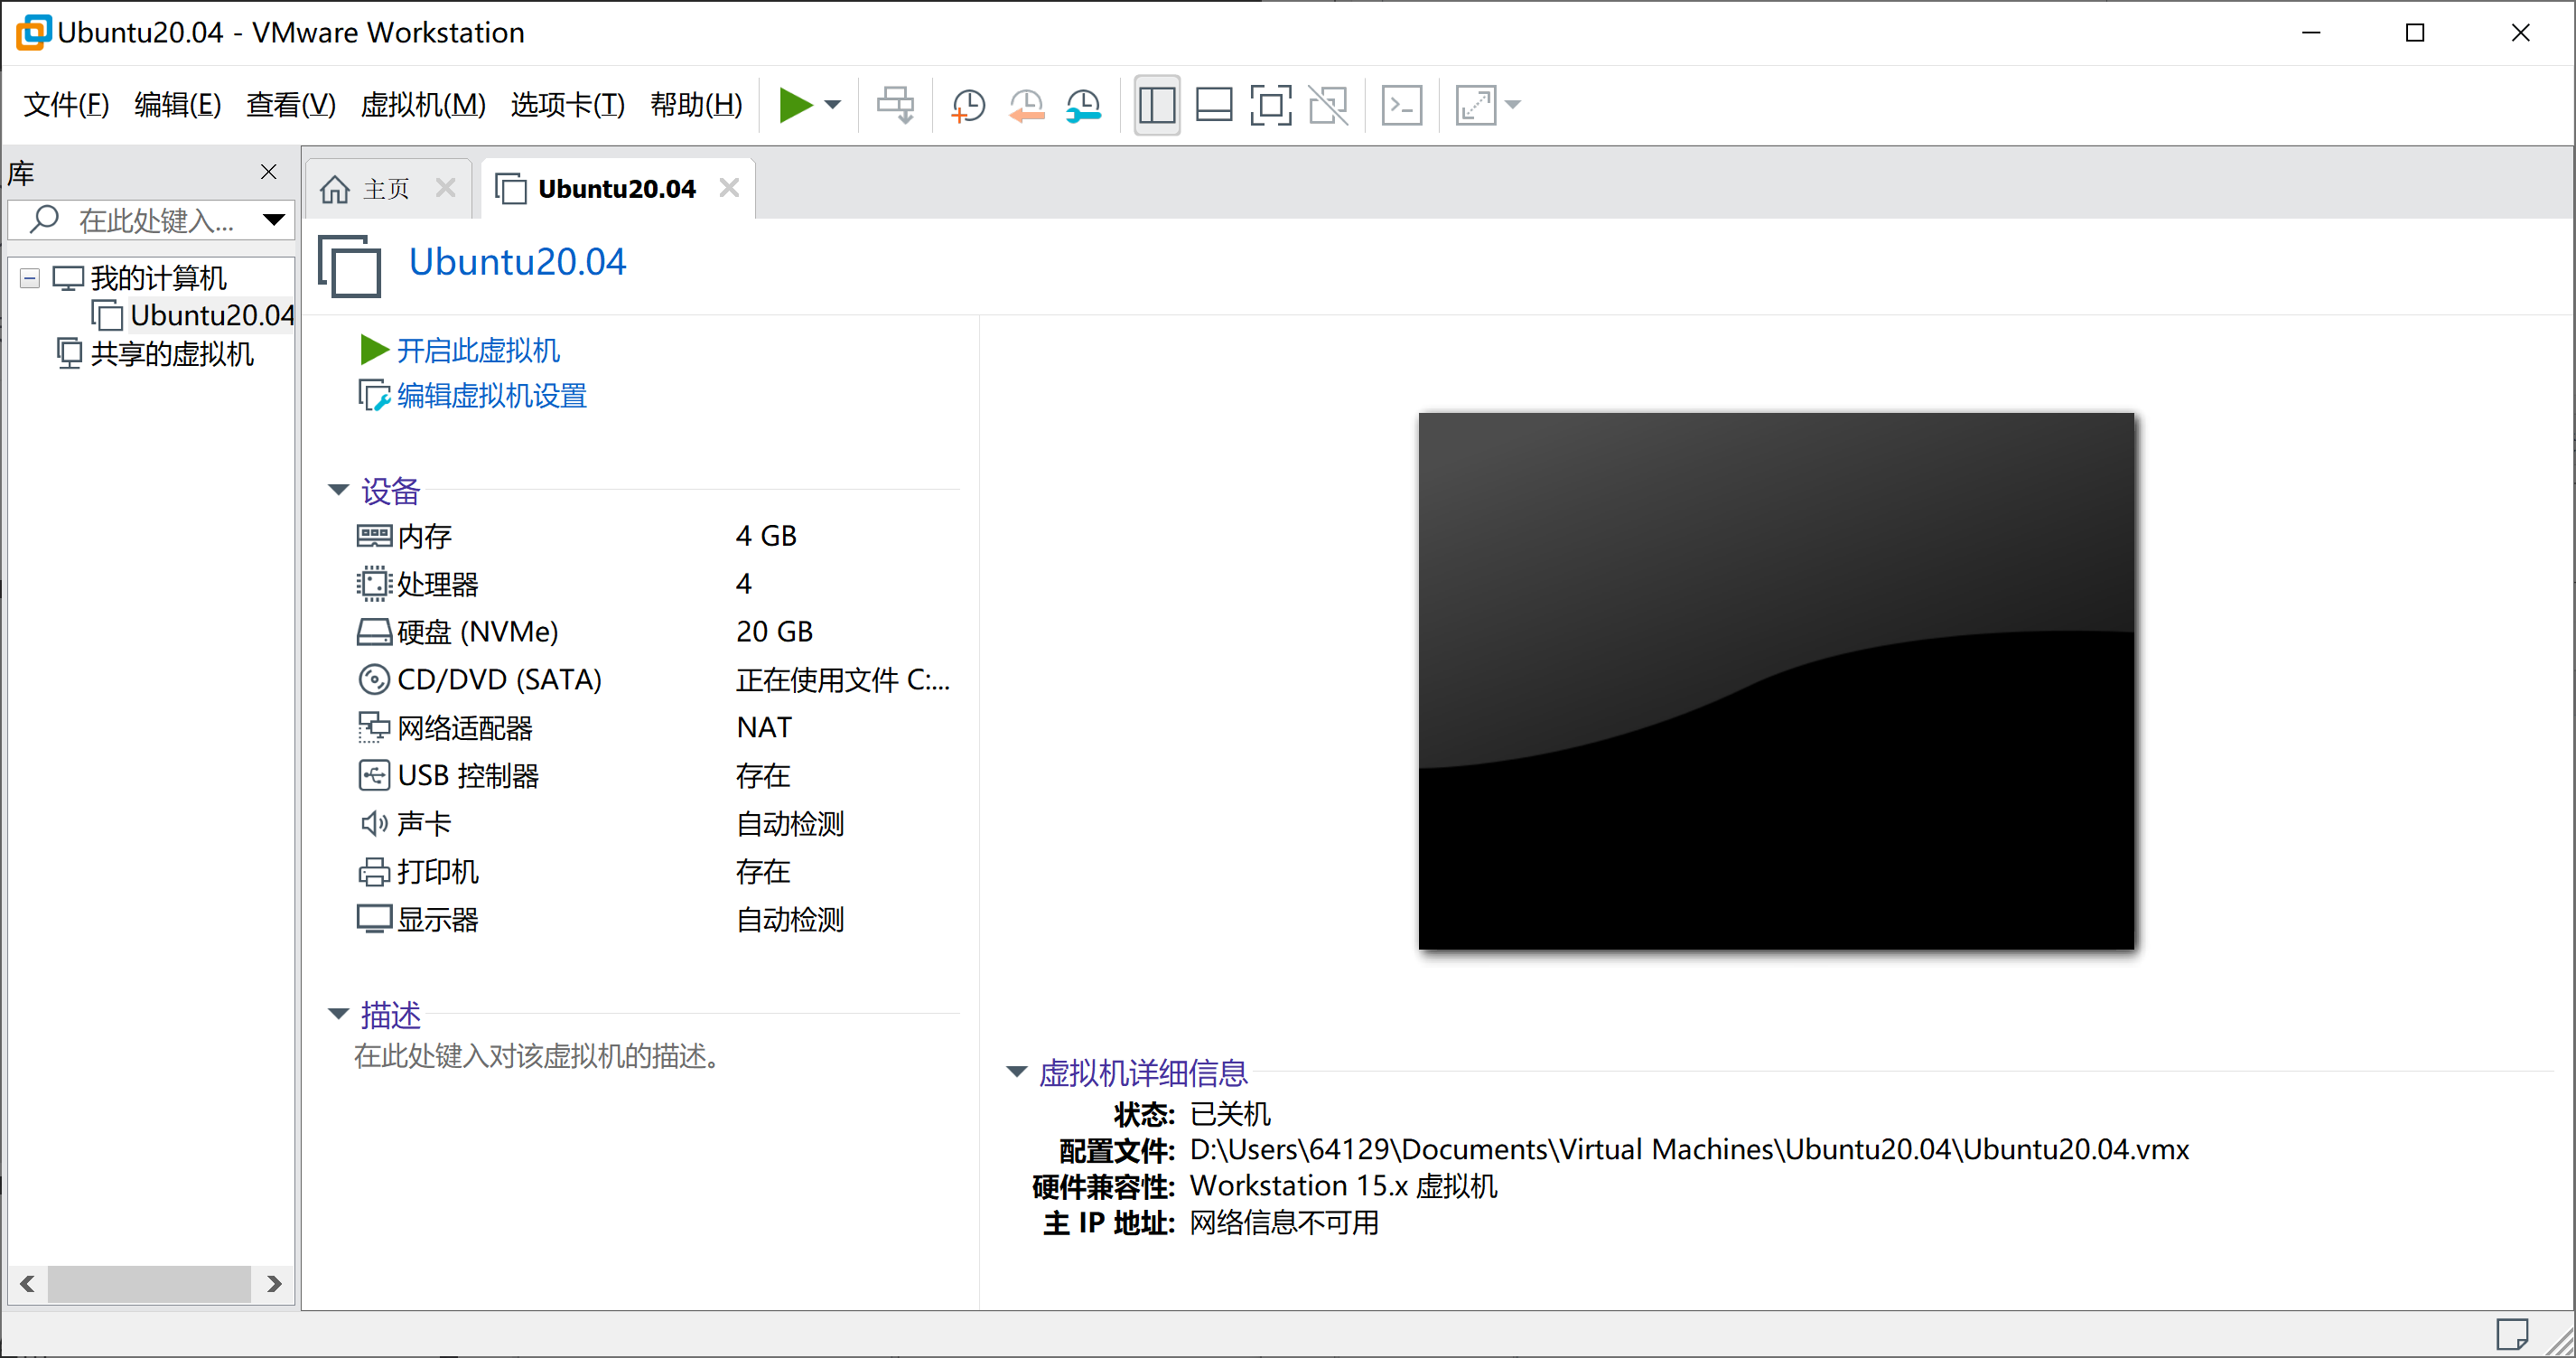 Ubuntu20.04 - VMware Workstation
文件(F) 编辑(E) 查看(V) 虚拟机(M) 选项卡(T) 帮助(H)
库
在此处键入...
我的计算机
Ubuntu20.04
共享的虚拟机
主页 Ubuntu20.04
Ubuntu20.04
开启此虚拟机
编辑虚拟机设置
设备
内存 4 GB
处理器 4
硬盘 (NVMe) 20 GB
CD/DVD (SATA) 正在使用文件 C:...
网络适配器 NAT
USB 控制器 存在
声卡 自动检测
打印机 存在
显示器 自动检测
描述
在此处键入对该虚拟机的描述。
虚拟机详细信息
状态: 已关机
配置文件: D:\Users\64129\Documents\Virtual Machines\Ubuntu20.04\Ubuntu20.04.vmx
硬件兼容性: Workstation 15.x 虚拟机
主 IP 地址: 网络信息不可用